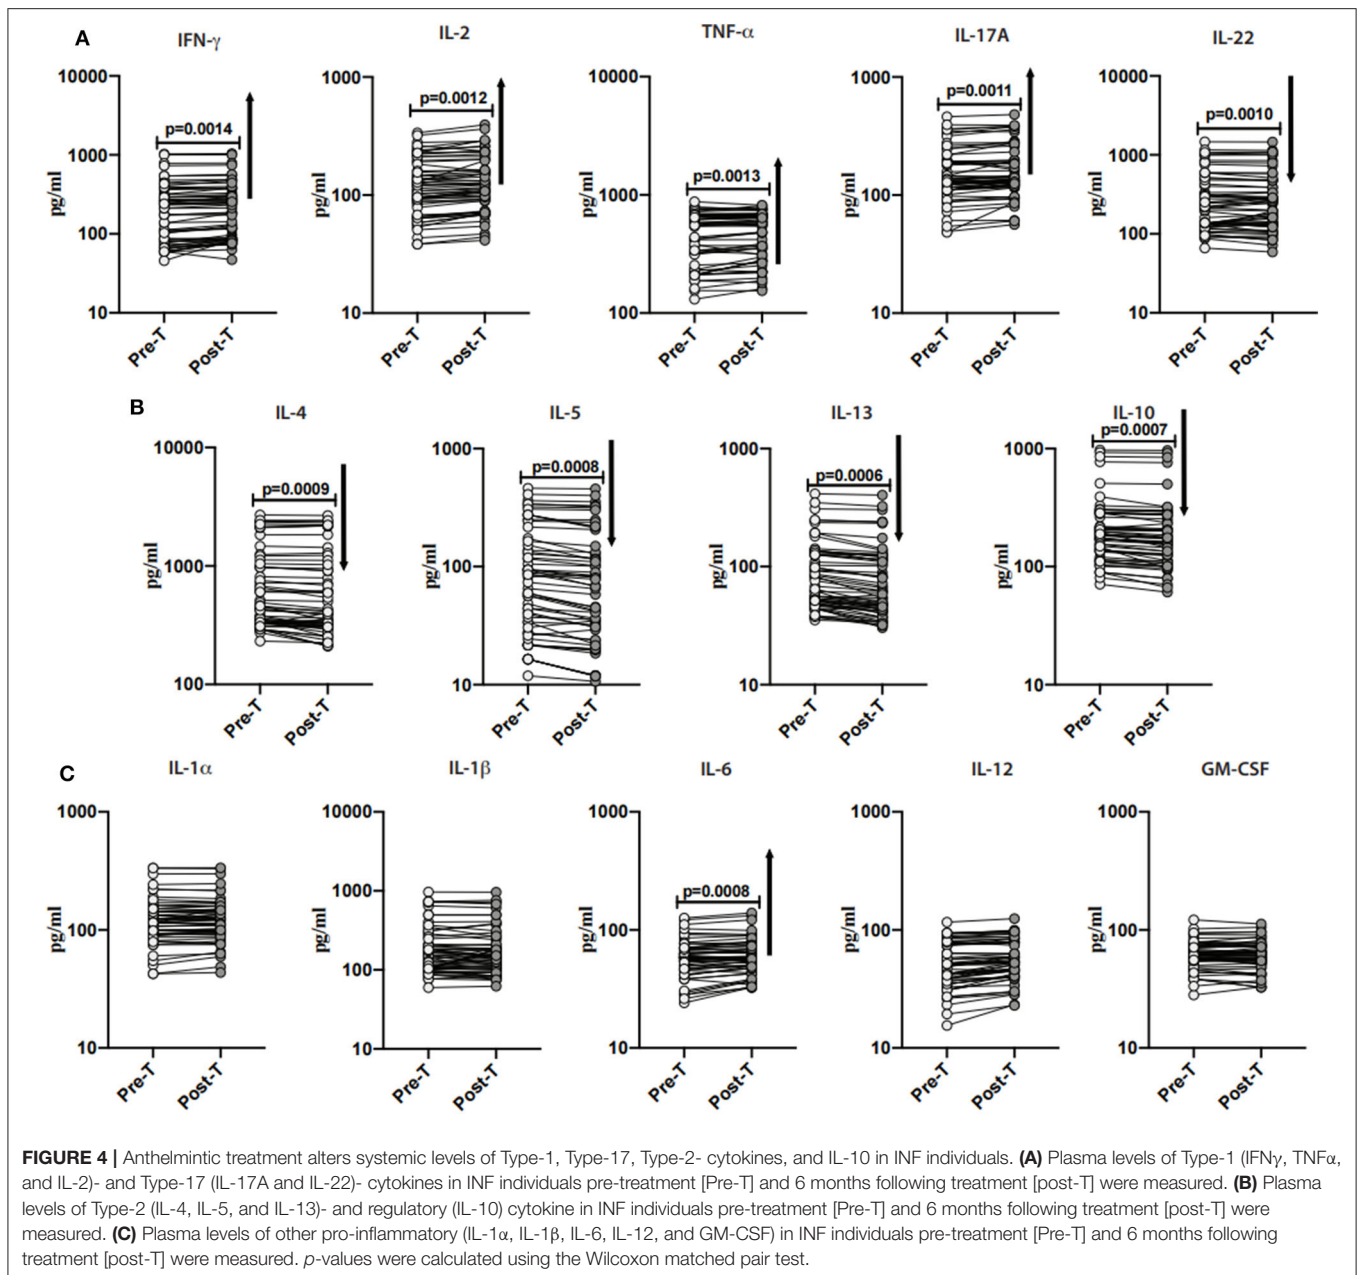 A
IFN-γ
IL-2
TNF-α
IL-17A
IL-22
10000
1000
100
10
pg/ml
p=0.0014
Pre-T
Post-T
1000
100
10
pg/ml
p=0.0012
Pre-T
Post-T
10000
1000
100
pg/ml
p=0.0013
Pre-T
Post-T
1000
100
10
pg/ml
p=0.0011
Pre-T
Post-T
10000
1000
100
10
pg/ml
p=0.0010
Pre-T
Post-T
B
IL-4
IL-5
IL-13
IL-10
10000
1000
100
pg/ml
p=0.0009
Pre-T
Post-T
1000
100
10
pg/ml
p=0.0008
Pre-T
Post-T
1000
100
10
pg/ml
p=0.0006
Pre-T
Post-T
1000
100
10
pg/ml
p=0.0007
Pre-T
Post-T
C
IL-1α
IL-1β
IL-6
IL-12
GM-CSF
1000
100
10
pg/ml
Pre-T
Post-T
10000
1000
100
10
pg/ml
Pre-T
Post-T
1000
100
10
pg/ml
p=0.0008
Pre-T
Post-T
1000
100
10
pg/ml
Pre-T
Post-T
1000
100
10
pg/ml
Pre-T
Post-T
FIGURE 4 | Anthelmintic treatment alters systemic levels of Type-1, Type-17, Type-2- cytokines, and IL-10 in INF individuals. (A) Plasma levels of Type-1 (IFNγ, TNFα,
and IL-2)- and Type-17 (IL-17A and IL-22)- cytokines in INF individuals pre-treatment [Pre-T] and 6 months following treatment [post-T] were measured. (B) Plasma
levels of Type-2 (IL-4, IL-5, and IL-13)- and regulatory (IL-10) cytokine in INF individuals pre-treatment [Pre-T] and 6 months following treatment [post-T] were
measured. (C) Plasma levels of other pro-inflammatory (IL-1α, IL-1β, IL-6, IL-12, and GM-CSF) in INF individuals pre-treatment [Pre-T] and 6 months following
treatment [post-T] were measured. p-values were calculated using the Wilcoxon matched pair test.